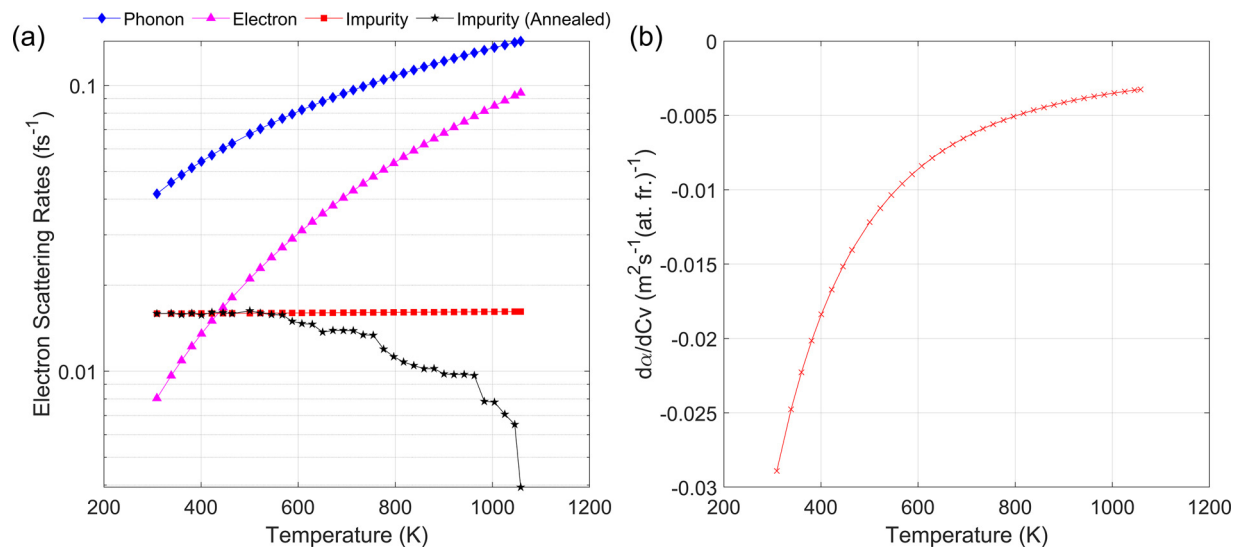 Phonon Electron Impurity Impurity (Annealed)
(a)
Electron Scattering Rates (fs⁻¹)
0.1
0.01
200 400 600 800 1000 1200
Temperature (K)
(b)
dα/dCv (m²s⁻¹(at. fr.)⁻¹)
0
-0.005
-0.01
-0.015
-0.02
-0.025
-0.03
200 400 600 800 1000 1200
Temperature (K)